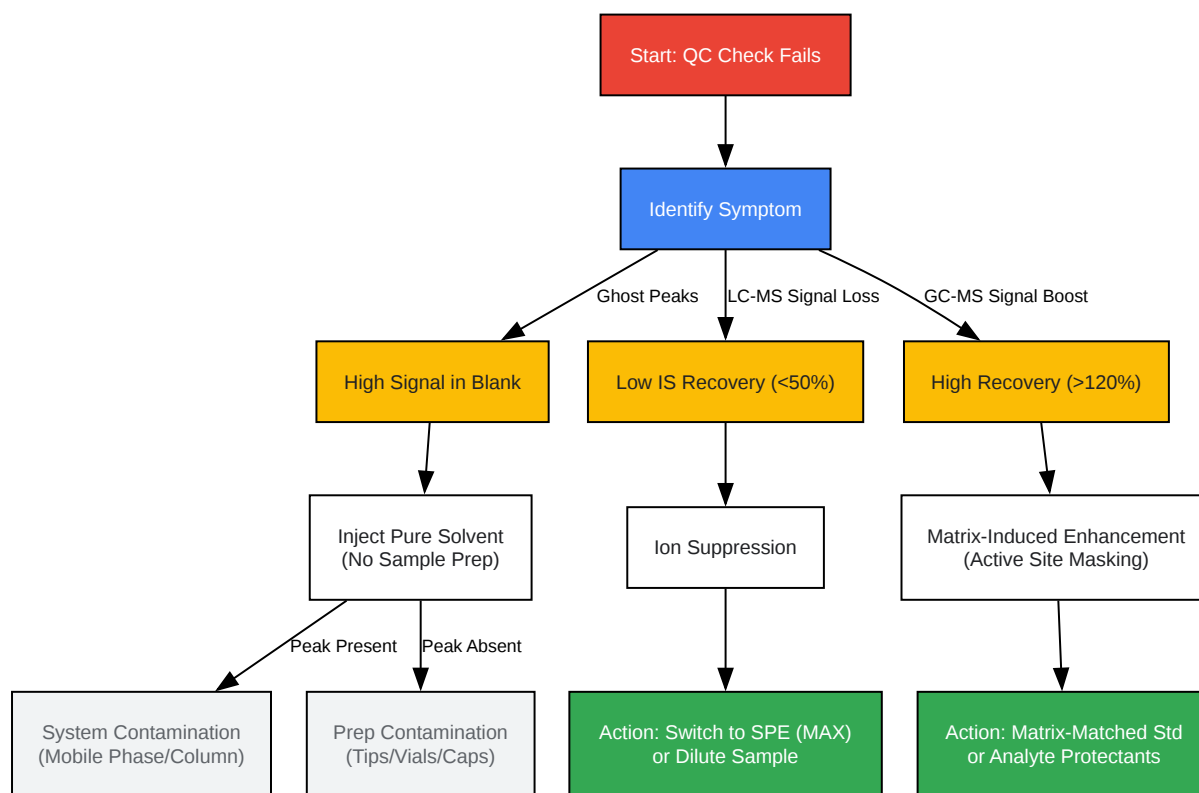 Start: QC Check Fails
Identify Symptom
Ghost Peaks
LC-MS Signal Loss
GC-MS Signal Boost
High Signal in Blank
Low IS Recovery (<50%)
High Recovery (>120%)
Inject Pure Solvent
(No Sample Prep)
Ion Suppression
Matrix-Induced Enhancement
(Active Site Masking)
Peak Present
Peak Absent
System Contamination
(Mobile Phase/Column)
Prep Contamination
(Tips/Vials/Caps)
Action: Switch to SPE (MAX)
or Dilute Sample
Action: Matrix-Matched Std
or Analyte Protectants